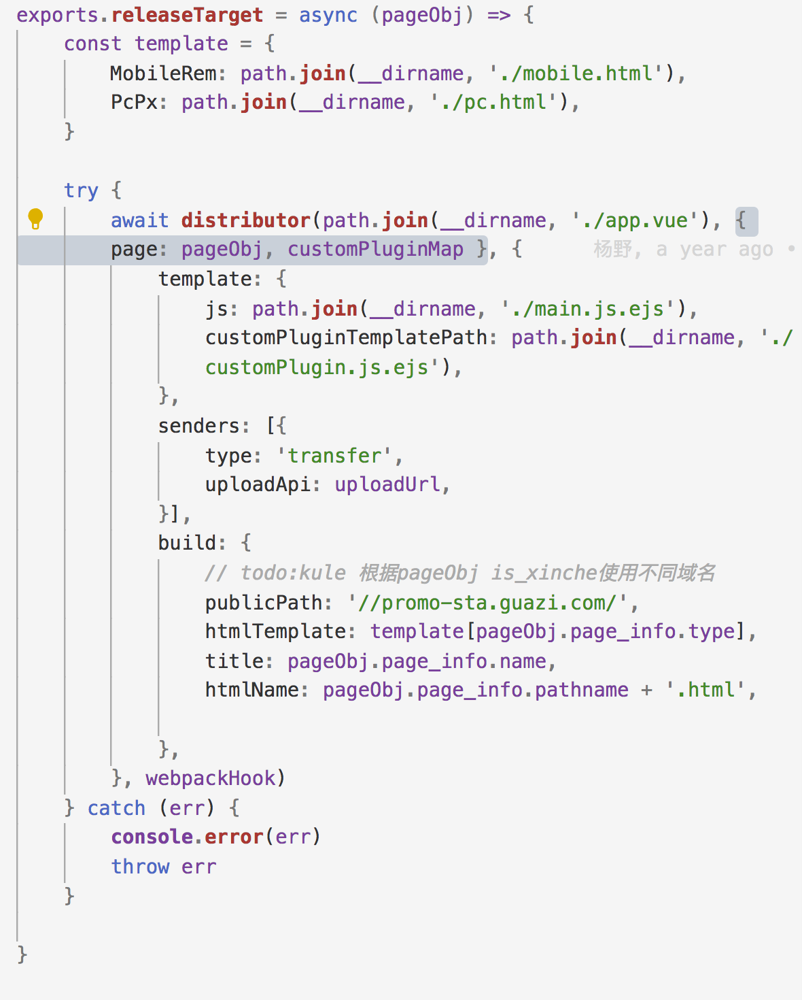 exports.releaseTarget = async (pageObj) => {
    const template = {
        MobileRem: path.join(__dirname, './mobile.html'),
        PcPx: path.join(__dirname, './pc.html'),
    }

    try {
        await distributor(path.join(__dirname, './app.vue'), {
        page: pageObj, customPluginMap }, {        杨野, a year ago •
            template: {
                js: path.join(__dirname, './main.js.ejs'),
                customPluginTemplatePath: path.join(__dirname, './
                customPlugin.js.ejs'),
            },
            senders: [{
                type: 'transfer',
                uploadApi: uploadUrl,
            }],
            build: {
                // todo:kule 根据pageObj is_xinche使用不同域名
                publicPath: '//promo-sta.guazi.com/',
                htmlTemplate: template[pageObj.page_info.type],
                title: pageObj.page_info.name,
                htmlName: pageObj.page_info.pathname + '.html',

            },
        }, webpackHook)
    } catch (err) {
        console.error(err)
        throw err
    }

}